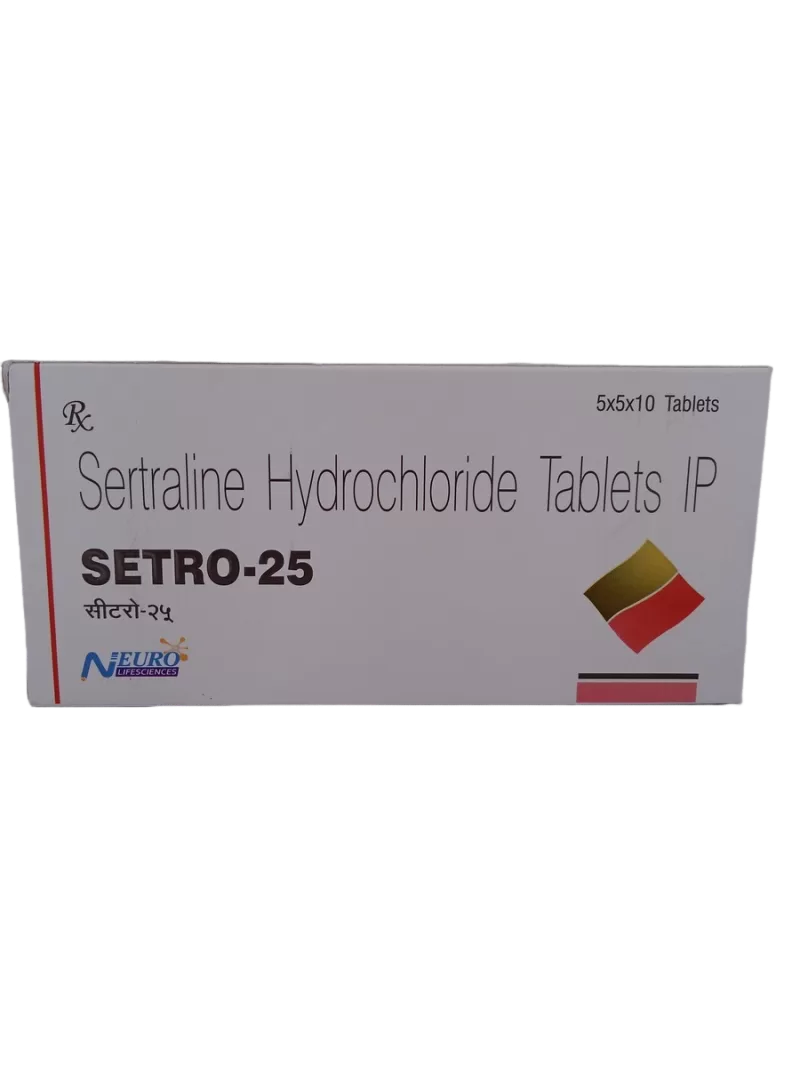 Rx
5x5x10 Tablets
Sertraline Hydrochloride Tablets IP
SETRO-25
सीटरो-२५
NEURO
LIFESCIENCES